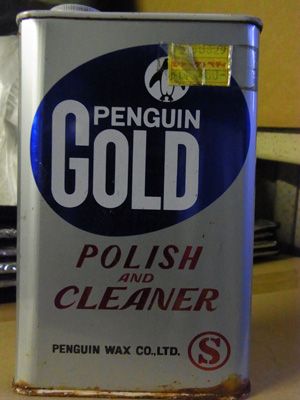 PENGUIN
GOLD
POLISH
AND
CLEANER
PENGUIN WAX CO.,LTD.
S